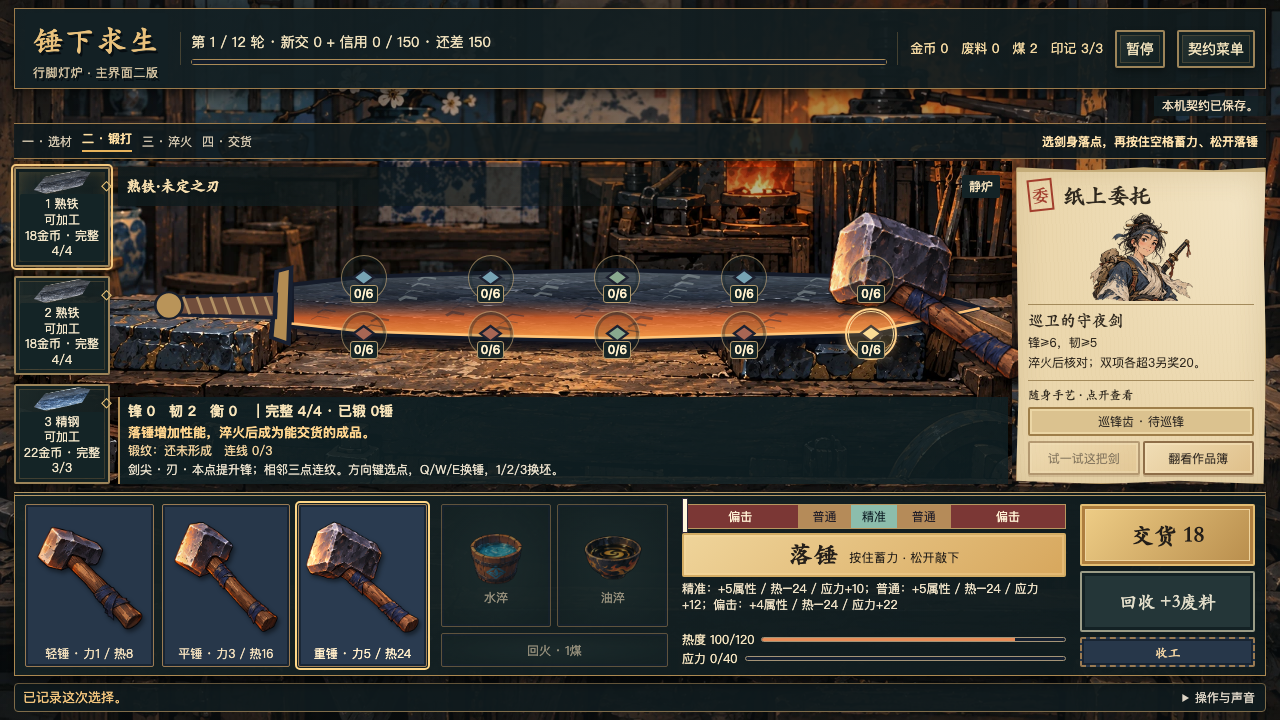 锤下求生
行脚灯炉 · 主界面二版
第 1 / 12 轮 · 新交 0 + 信用 0 / 150 · 还差 150
金币 0 废料 0 煤 2 印记 3/3
暂停
契约菜单
本机契约已保存。
一 · 选材 二 · 锻打 三 · 淬火 四 · 交货
选剑身落点，再按住空格蓄力、松开落锤
1 熟铁
可加工
18金币 · 完整
4/4
2 熟铁
可加工
18金币 · 完整
4/4
3 精钢
可加工
22金币 · 完整
3/3
熟铁·未定之刃
静炉
0/6 0/6 0/6 0/6 0/6
0/6 0/6 0/6 0/6 0/6
锋 0 韧 2 衡 0 ｜完整 4/4 · 已锻 0锤
落锤增加性能，淬火后成为能交货的成品。
锻纹：还未形成 连线 0/3
剑尖 · 刃 · 本点提升锋；相邻三点连纹。方向键选点，Q/W/E换锤，1/2/3换坯。
委
纸上委托
巡卫的守夜剑
锋≥6，韧≥5
淬火后核对；双项各超3另奖20。
随身手艺 · 点开查看
巡锋齿 · 待巡锋
试一试这把剑
翻看作品簿
轻锤 · 力1 / 热8
平锤 · 力3 / 热16
重锤 · 力5 / 热24
水淬
油淬
回火 · 1煤
偏击 普通 精准 普通 偏击
落锤 按住蓄力 · 松开敲下
精准：+5属性 / 热−24 / 应力+10；普通：+5属性 / 热−24 / 应力
+12；偏击：+4属性 / 热−24 / 应力+22
热度 100/120
应力 0/40
交货 18
回收 +3废料
收工
已记录这次选择。
▶ 操作与声音